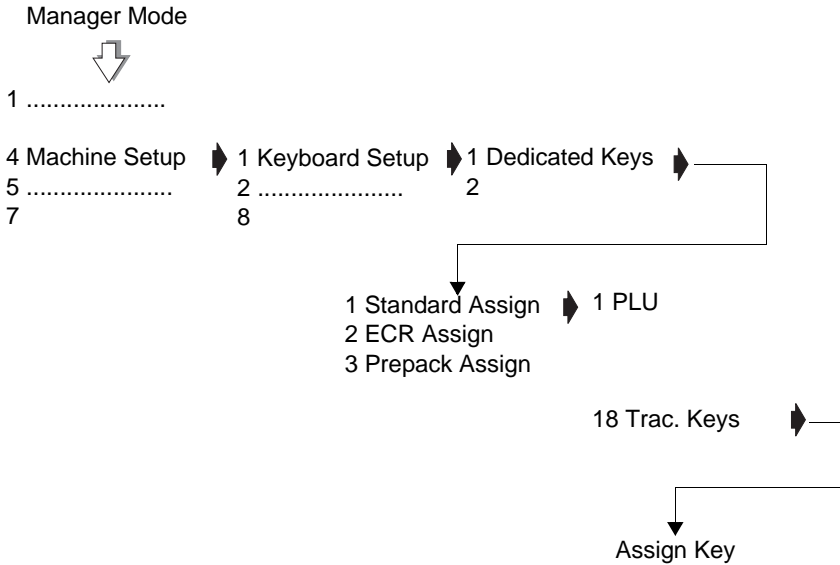 Manager Mode
1 .....................
4 Machine Setup 1 Keyboard Setup 1 Dedicated Keys
5 ...................... 2 ...................... 2
7 8
1 Standard Assign 1 PLU
2 ECR Assign
3 Prepack Assign
18 Trac. Keys
Assign Key